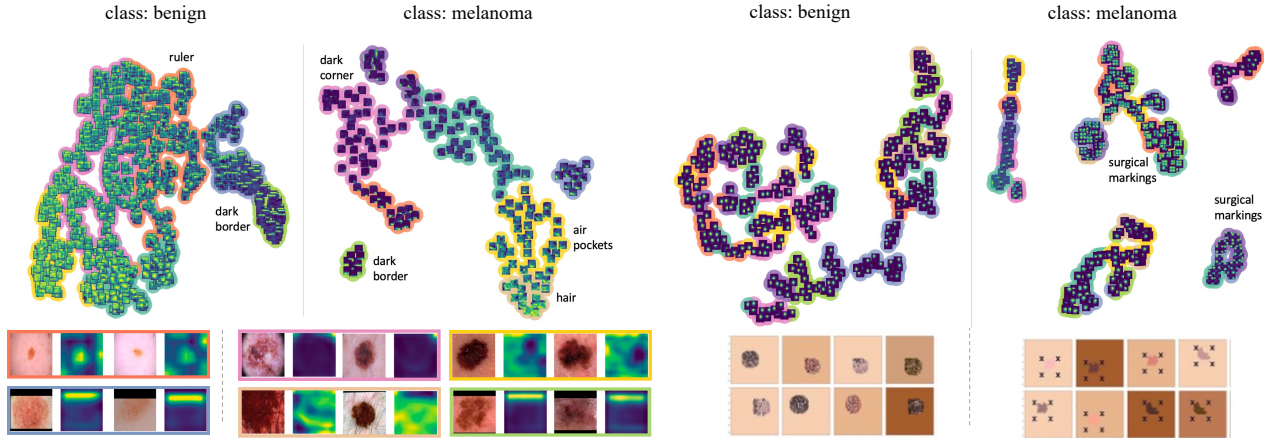 class: benign
class: melanoma
class: benign
class: melanoma
ruler
dark
corner
dark
border
dark
border
air
pockets
hair
surgical
markings
surgical
markings